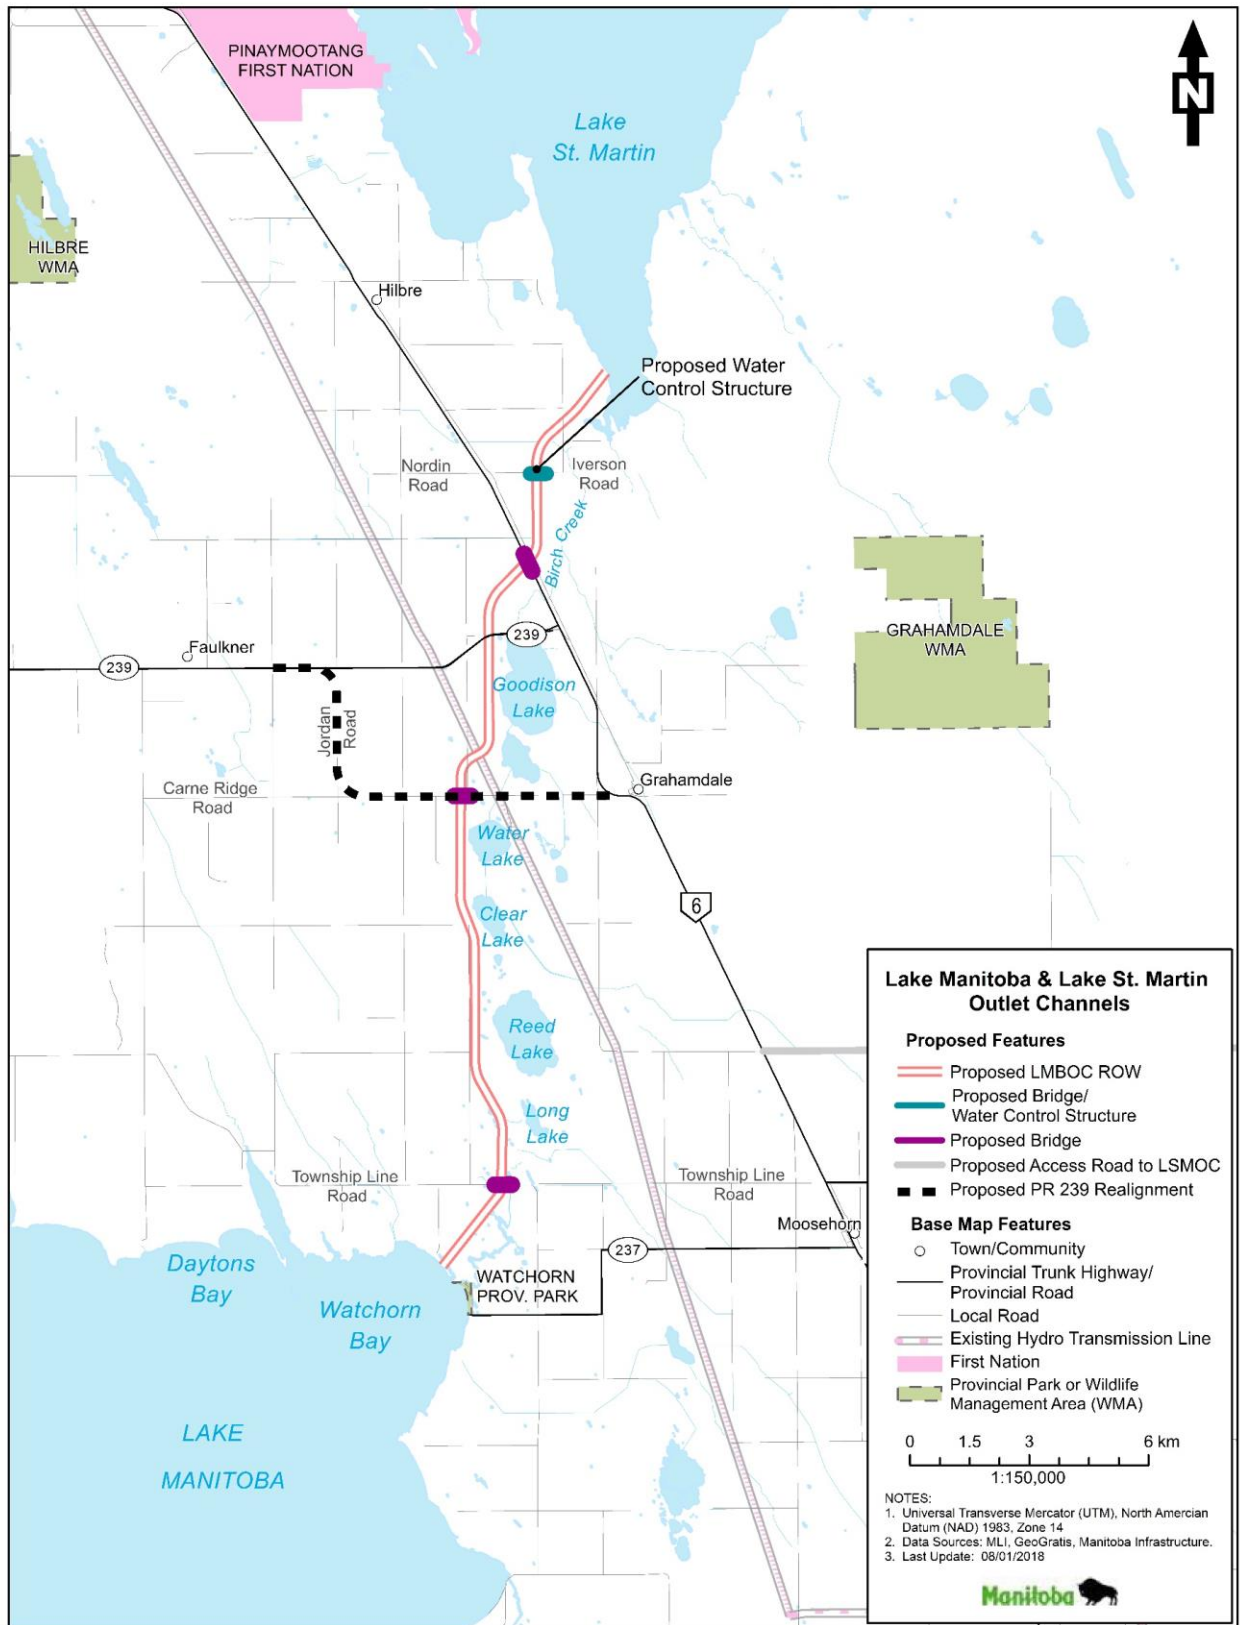 PINAYMOOTANG
FIRST NATION
N
Lake
St. Martin
HILBRE
WMA
Hilbre
Proposed Water
Control Structure
Nordin
Road
Iverson
Road
Birch Creek
239
Faulkner
239
GRAHAMDALE
WMA
Goodison
Lake
Jordan
Road
Carne Ridge
Road
Grahamdale
Water
Lake
6
Clear
Lake
Reed
Lake
Long
Lake
Township Line
Road
Township Line
Road
Moosehorn
237
Daytons
Bay
WATCHORN
PROV. PARK
Watchorn
Bay
LAKE
MANITOBA
Lake Manitoba & Lake St. Martin
Outlet Channels
Proposed Features
Proposed LMBOC ROW
Proposed Bridge/
Water Control Structure
Proposed Bridge
Proposed Access Road to LSMOC
Proposed PR 239 Realignment
Base Map Features
Town/Community
Provincial Trunk Highway/
Provincial Road
Local Road
Existing Hydro Transmission Line
First Nation
Provincial Park or Wildlife
Management Area (WMA)
0 1.5 3 6 km
1:150,000
NOTES:
1. Universal Transverse Mercator (UTM), North Amercian
Datum (NAD) 1983, Zone 14
2. Data Sources: MLI, GeoGratis, Manitoba Infrastructure.
3. Last Update: 08/01/2018
Manitoba